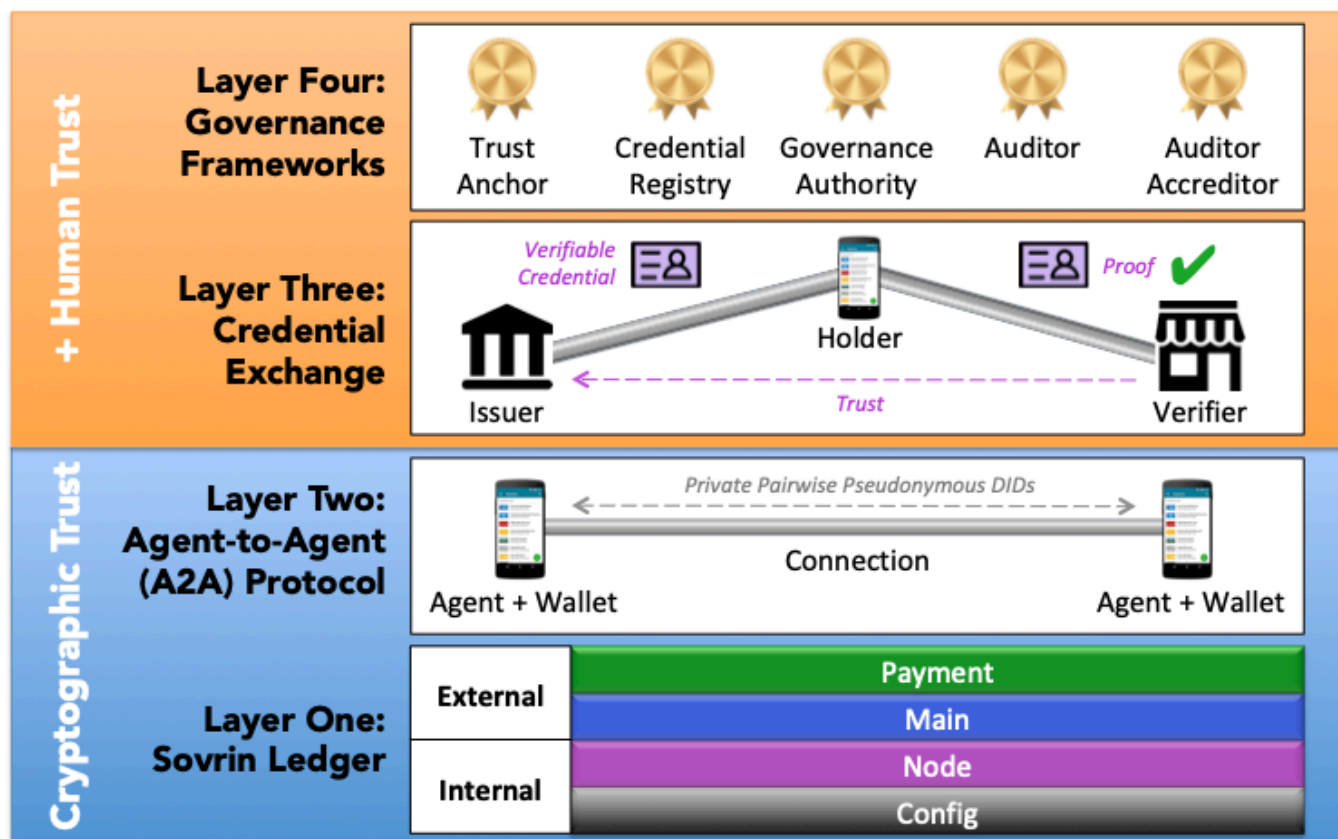 + Human Trust
Layer Four:
Governance
Frameworks
Trust
Anchor
Credential
Registry
Governance
Authority
Auditor
Auditor
Accreditor
Layer Three:
Credential
Exchange
Verifiable
Credential
Proof
Holder
Trust
Issuer
Verifier
Cryptographic Trust
Layer Two:
Agent-to-Agent
(A2A) Protocol
Private Pairwise Pseudonymous DIDs
Connection
Agent + Wallet
Agent + Wallet
Layer One:
Sovrin Ledger
External
Payment
Main
Internal
Node
Config